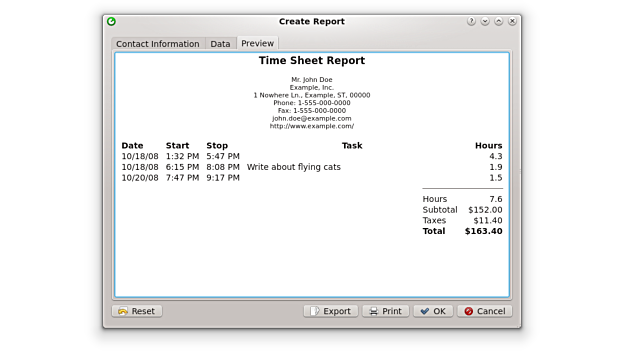 Create Report
Contact Information Data Preview
Time Sheet Report
Mr. John Doe
Example, Inc.
1 Nowhere Ln., Example, ST, 00000
Phone: 1-555-000-0000
Fax: 1-555-000-0000
john.doe@example.com
http://www.example.com/
Date Start Stop Task Hours
10/18/08 1:32 PM 5:47 PM 4.3
10/18/08 6:15 PM 8:08 PM Write about flying cats 1.9
10/20/08 7:47 PM 9:17 PM 1.5
Hours 7.6
Subtotal $152.00
Taxes $11.40
Total $163.40
Reset Export Print OK Cancel